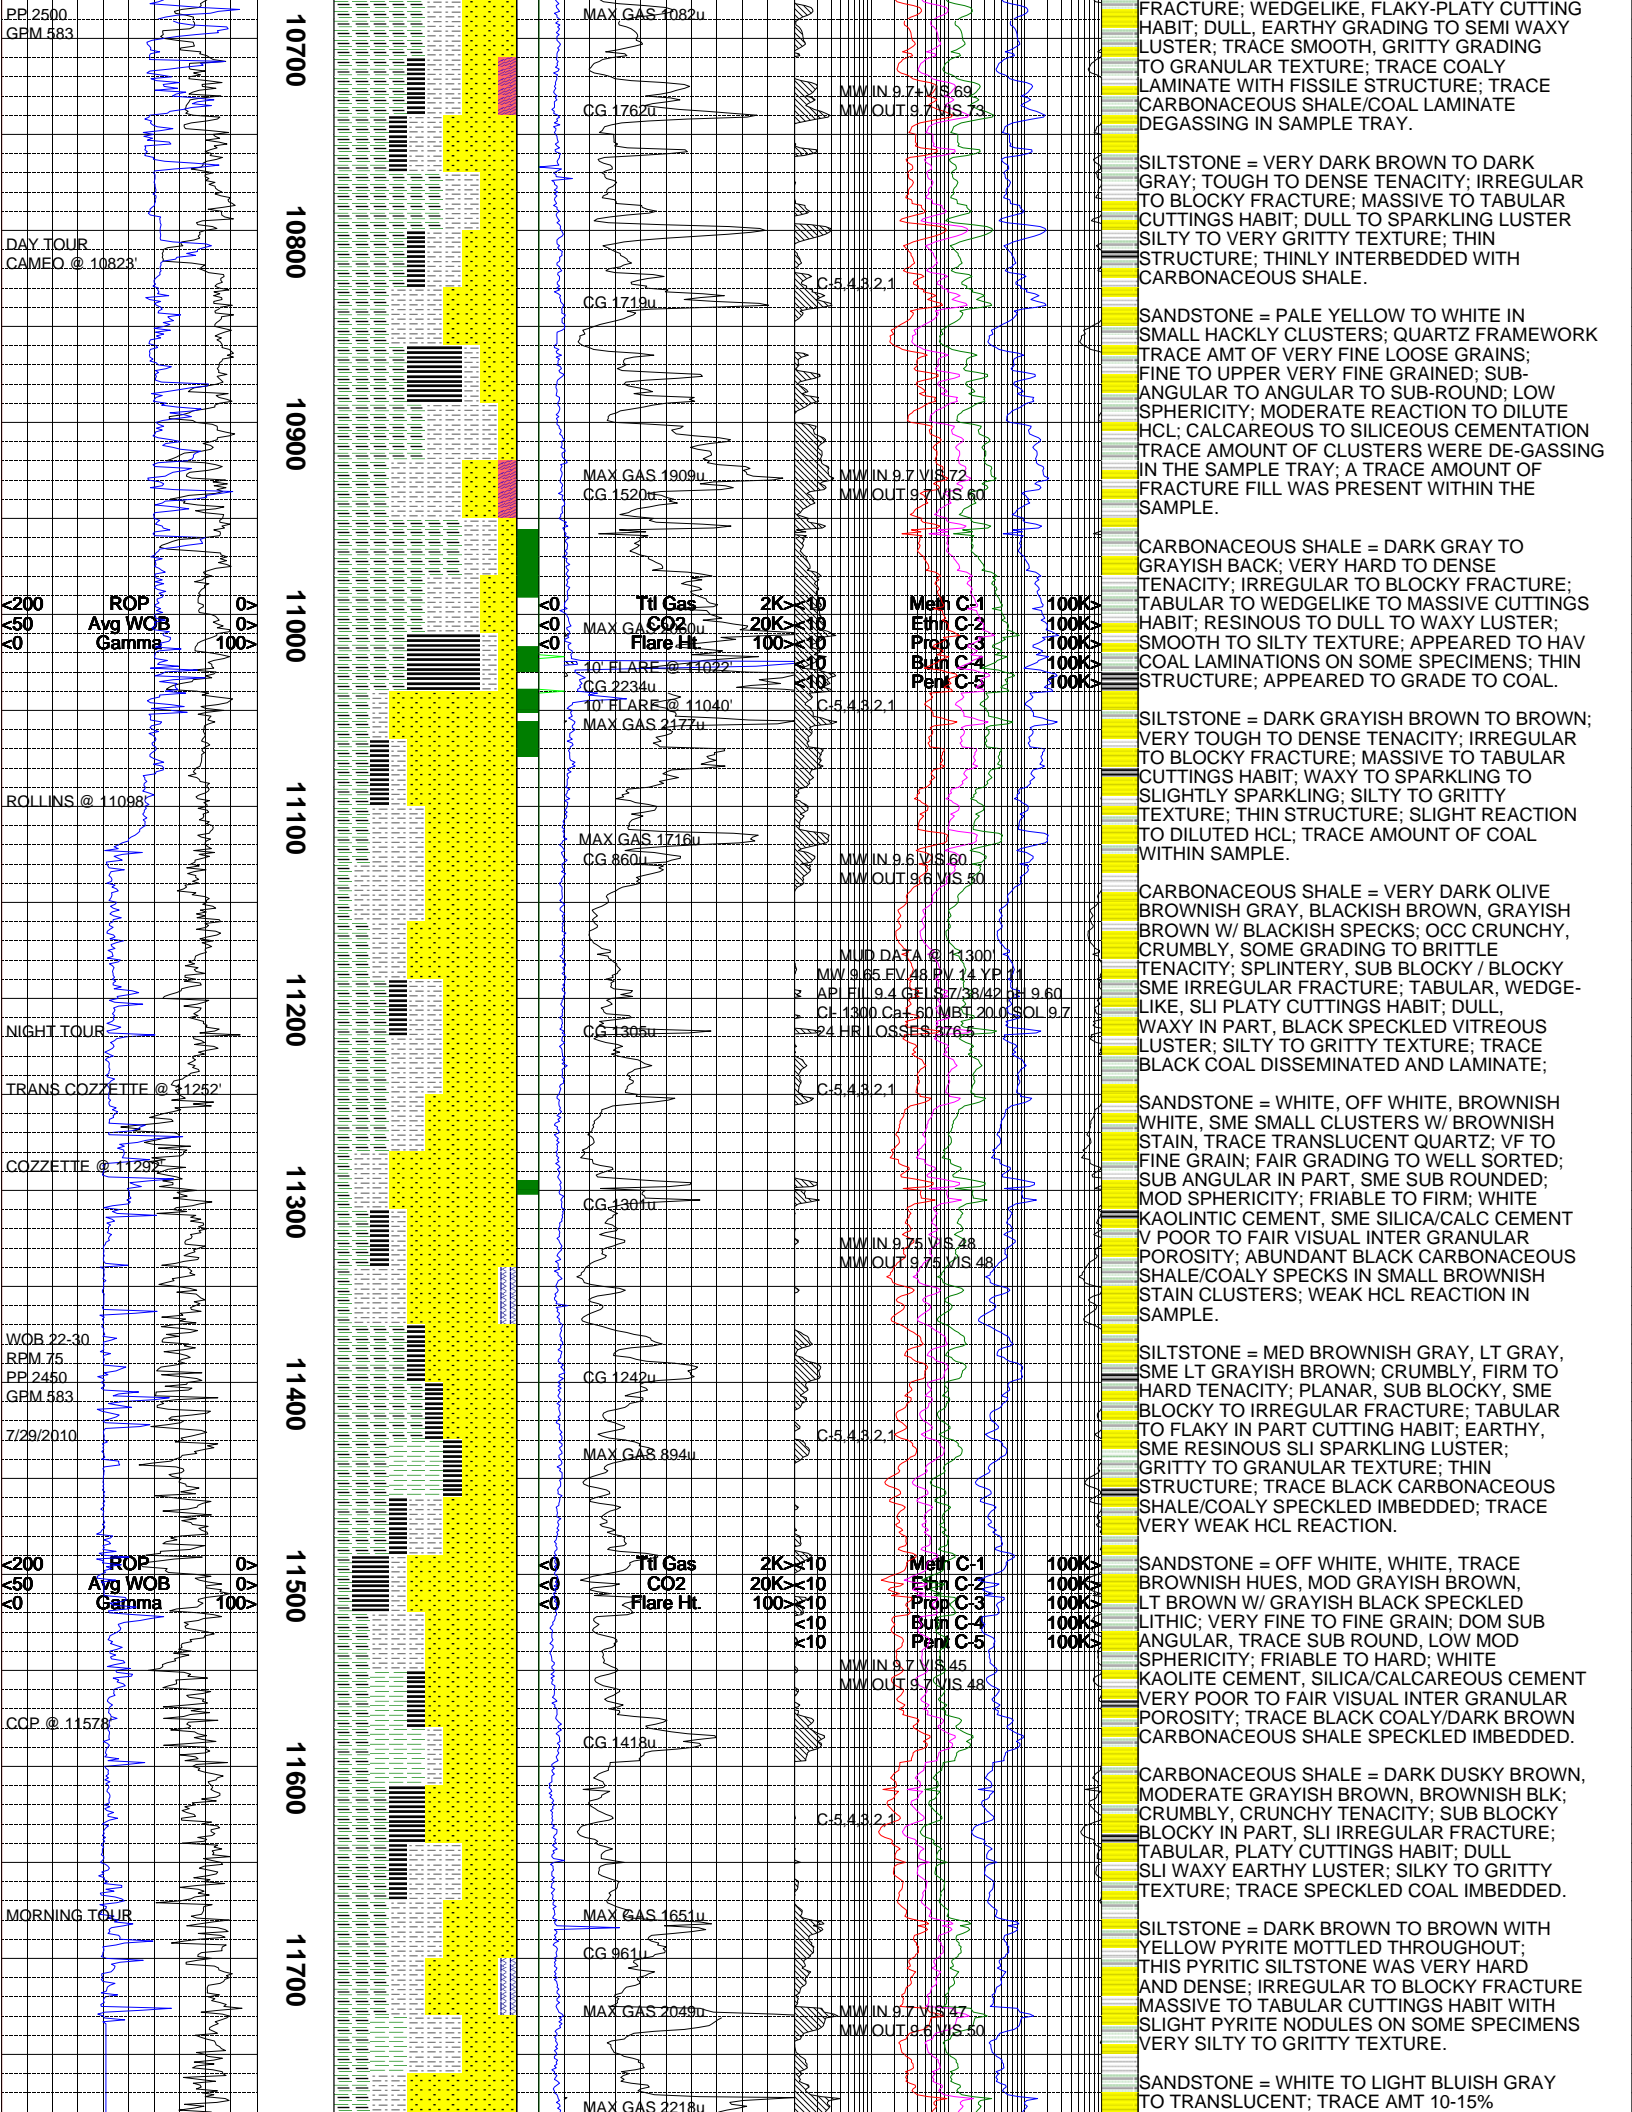 PP 2500
GPM 583
DAY TOUR
CAMEO @ 10823'
<200 ROP 0>
<50 Avg WOB 0>
<0 Gamma 100>
ROLLINS @ 11098'
NIGHT TOUR
TRANS COZZETTE @ 11252'
COZZETTE @ 11292'
WOB 22-30
RPM 75
PP 2450
GPM 583
7/29/2010
<200 ROP 0>
<50 Avg WOB 0>
<0 Gamma 100>
CCP @ 11578'
MORNING TOUR
10700
10800
10900
11000
11100
11200
11300
11400
11500
11600
11700
MAX GAS 1082u
CG 1762u
CG 1719u
MAX GAS 1909u
CG 1520u
<0 Ttl Gas 2K>
<0 CO2 20K>
<0 Flare Ht. 100>
MAX GAS
10' FLARE @ 11022'
CG 2234u
10' FLARE @ 11040'
MAX GAS 2177u
MAX GAS 1716u
CG 860u
CG 1305u
CG 1301u
CG 1242u
MAX GAS 894u
<0 Ttl Gas 2K>
<0 CO2 20K>
<0 Flare Ht. 100>
CG 1418u
MAX GAS 1651u
CG 961u
MAX GAS 2049u
MAX GAS 2218u
MW IN 9.7+ VIS 69
MW OUT 9.7 VIS 73
C-5,4,3,2,1
MW IN 9.7 VIS 72
MW OUT 9.7 VIS 60
<10 Meth C-1 100K>
<10 Ethn C-2 100K>
<10 Prop C-3 100K>
<10 Butn C-4 100K>
<10 Pent C-5 100K>
C-5,4,3,2,1
MW IN 9.6 VIS 60
MW OUT 9.6 VIS 50
MUD DATA @ 11300'
MW 9.65 FV 48 PV 14 YP 11
API FIL 9.4 GELS 7/38/42 pH 9.60
Cl- 1300 Ca+ 60 MBT 20.0 SOL 9.7
24 HR LOSSES 376.5
C-5,4,3,2,1
MW IN 9.75 VIS 48
MW OUT 9.75 VIS 48
C-5,4,3,2,1
<10 Meth C-1 100K>
<10 Ethn C-2 100K>
<10 Prop C-3 100K>
<10 Butn C-4 100K>
<10 Pent C-5 100K>
MW IN 9.7 VIS 45
MW OUT 9.7 VIS 48
C-5,4,3,2,1
MW IN 9.7 VIS 47
MW OUT 9.6 VIS 50
FRACTURE; WEDGELIKE, FLAKY-PLATY CUTTING
HABIT; DULL, EARTHY GRADING TO SEMI WAXY
LUSTER; TRACE SMOOTH, GRITTY GRADING
TO GRANULAR TEXTURE; TRACE COALY
LAMINATE WITH FISSILE STRUCTURE; TRACE
CARBONACEOUS SHALE/COAL LAMINATE
DEGASSING IN SAMPLE TRAY.
SILTSTONE = VERY DARK BROWN TO DARK
GRAY; TOUGH TO DENSE TENACITY; IRREGULAR
TO BLOCKY FRACTURE; MASSIVE TO TABULAR
CUTTINGS HABIT; DULL TO SPARKLING LUSTER
SILTY TO VERY GRITTY TEXTURE; THIN
STRUCTURE; THINLY INTERBEDDED WITH
CARBONACEOUS SHALE.
SANDSTONE = PALE YELLOW TO WHITE IN
SMALL HACKLY CLUSTERS; QUARTZ FRAMEWORK
TRACE AMT OF VERY FINE LOOSE GRAINS;
FINE TO UPPER VERY FINE GRAINED; SUB-
ANGULAR TO ANGULAR TO SUB-ROUND; LOW
SPHERICITY; MODERATE REACTION TO DILUTE
HCL; CALCAREOUS TO SILICEOUS CEMENTATION
TRACE AMOUNT OF CLUSTERS WERE DE-GASSING
IN THE SAMPLE TRAY; A TRACE AMOUNT OF
FRACTURE FILL WAS PRESENT WITHIN THE
SAMPLE.
CARBONACEOUS SHALE = DARK GRAY TO
GRAYISH BACK; VERY HARD TO DENSE
TENACITY; IRREGULAR TO BLOCKY FRACTURE;
TABULAR TO WEDGELIKE TO MASSIVE CUTTINGS
HABIT; RESINOUS TO DULL TO WAXY LUSTER;
SMOOTH TO SILTY TEXTURE; APPEARED TO HAV
COAL LAMINATIONS ON SOME SPECIMENS; THIN
STRUCTURE; APPEARED TO GRADE TO COAL.
SILTSTONE = DARK GRAYISH BROWN TO BROWN;
VERY TOUGH TO DENSE TENACITY; IRREGULAR
TO BLOCKY FRACTURE; MASSIVE TO TABULAR
CUTTINGS HABIT; WAXY TO SPARKLING TO
SLIGHTLY SPARKLING; SILTY TO GRITTY
TEXTURE; THIN STRUCTURE; SLIGHT REACTION
TO DILUTED HCL; TRACE AMOUNT OF COAL
WITHIN SAMPLE.
CARBONACEOUS SHALE = VERY DARK OLIVE
BROWNISH GRAY, BLACKISH BROWN, GRAYISH
BROWN W/ BLACKISH SPECKS; OCC CRUNCHY,
CRUMBLY, SOME GRADING TO BRITTLE
TENACITY; SPLINTERY, SUB BLOCKY / BLOCKY
SME IRREGULAR FRACTURE; TABULAR, WEDGE-
LIKE, SLI PLATY CUTTINGS HABIT; DULL,
WAXY IN PART, BLACK SPECKLED VITREOUS
LUSTER; SILTY TO GRITTY TEXTURE; TRACE
BLACK COAL DISSEMINATED AND LAMINATE;
SANDSTONE = WHITE, OFF WHITE, BROWNISH
WHITE, SME SMALL CLUSTERS W/ BROWNISH
STAIN, TRACE TRANSLUCENT QUARTZ; VF TO
FINE GRAIN; FAIR GRADING TO WELL SORTED;
SUB ANGULAR IN PART, SME SUB ROUNDED;
MOD SPHERICITY; FRIABLE TO FIRM; WHITE
KAOLINTIC CEMENT, SME SILICA/CALC CEMENT
V POOR TO FAIR VISUAL INTER GRANULAR
POROSITY; ABUNDANT BLACK CARBONACEOUS
SHALE/COALY SPECKS IN SMALL BROWNISH
STAIN CLUSTERS; WEAK HCL REACTION IN
SAMPLE.
SILTSTONE = MED BROWNISH GRAY, LT GRAY,
SME LT GRAYISH BROWN; CRUMBLY, FIRM TO
HARD TENACITY; PLANAR, SUB BLOCKY, SME
BLOCKY TO IRREGULAR FRACTURE; TABULAR
TO FLAKY IN PART CUTTING HABIT; EARTHY,
SME RESINOUS SLI SPARKLING LUSTER;
GRITTY TO GRANULAR TEXTURE; THIN
STRUCTURE; TRACE BLACK CARBONACEOUS
SHALE/COALY SPECKLED IMBEDDED; TRACE
VERY WEAK HCL REACTION.
SANDSTONE = OFF WHITE, WHITE, TRACE
BROWNISH HUES, MOD GRAYISH BROWN,
LT BROWN W/ GRAYISH BLACK SPECKLED
LITHIC; VERY FINE TO FINE GRAIN; DOM SUB
ANGULAR, TRACE SUB ROUND, LOW MOD
SPHERICITY; FRIABLE TO HARD; WHITE
KAOLITE CEMENT, SILICA/CALCAREOUS CEMENT
VERY POOR TO FAIR VISUAL INTER GRANULAR
POROSITY; TRACE BLACK COALY/DARK BROWN
CARBONACEOUS SHALE SPECKLED IMBEDDED.
CARBONACEOUS SHALE = DARK DUSKY BROWN,
MODERATE GRAYISH BROWN, BROWNISH BLK;
CRUMBLY, CRUNCHY TENACITY; SUB BLOCKY
BLOCKY IN PART, SLI IRREGULAR FRACTURE;
TABULAR, PLATY CUTTINGS HABIT; DULL
SLI WAXY EARTHY LUSTER; SILKY TO GRITTY
TEXTURE; TRACE SPECKLED COAL IMBEDDED.
SILTSTONE = DARK BROWN TO BROWN WITH
YELLOW PYRITE MOTTLED THROUGHOUT;
THIS PYRITIC SILTSTONE WAS VERY HARD
AND DENSE; IRREGULAR TO BLOCKY FRACTURE
MASSIVE TO TABULAR CUTTINGS HABIT WITH
SLIGHT PYRITE NODULES ON SOME SPECIMENS
VERY SILTY TO GRITTY TEXTURE.
SANDSTONE = WHITE TO LIGHT BLUISH GRAY
TO TRANSLUCENT; TRACE AMT 10-15%